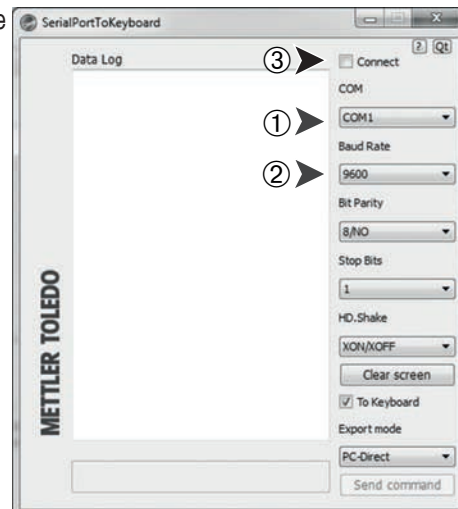 e
SerialPortToKeyboard
? Qt
Data Log
③ Connect
COM
① COM1
Baud Rate
② 9600
Bit Parity
8/NO
Stop Bits
1
HD.Shake
XON/XOFF
Clear screen
To Keyboard
Export mode
PC-Direct
Send command
METTLER TOLEDO